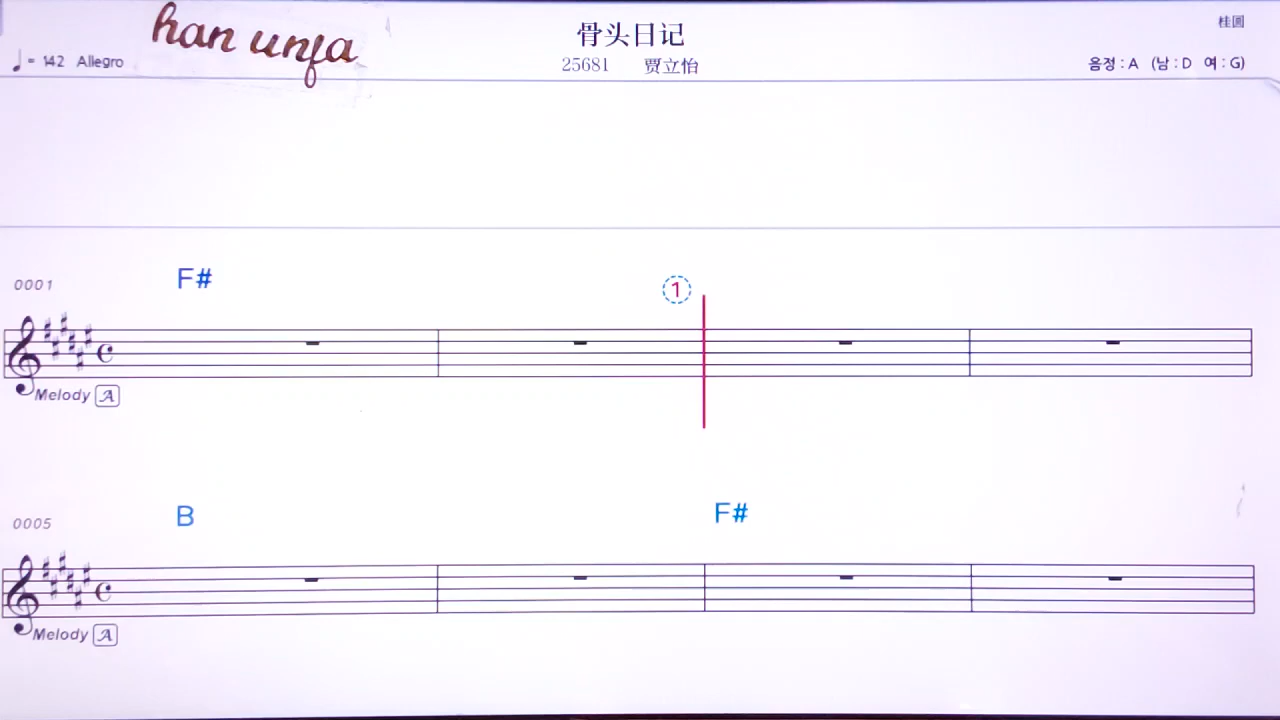 han unfa
骨头日记
桂圆
♩= 142 Allegro
25681 贾立怡
음정 : A (남 : D 여 : G)
0001
F#
1
Melody A
0005
B F#
Melody A